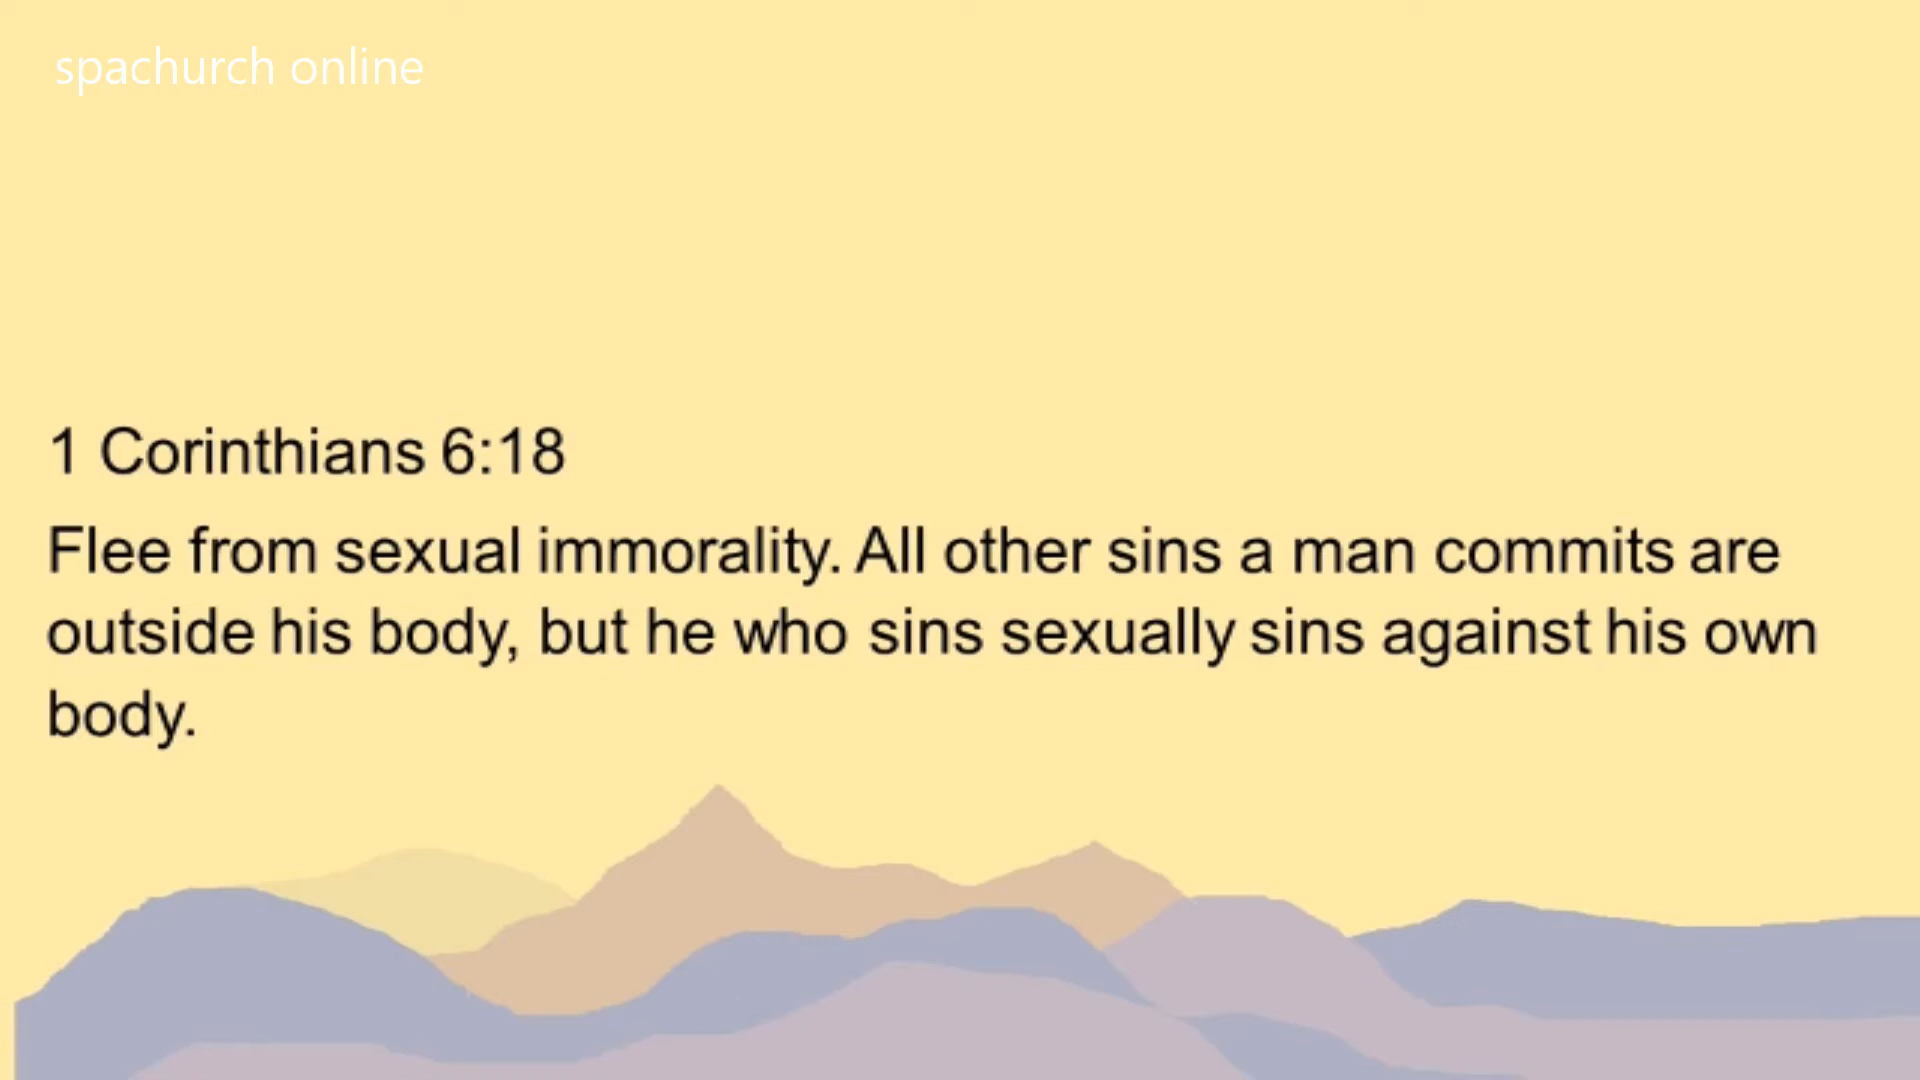 spachurch online
1 Corinthians 6:18
Flee from sexual immorality. All other sins a man commits are
outside his body, but he who sins sexually sins against his own
body.